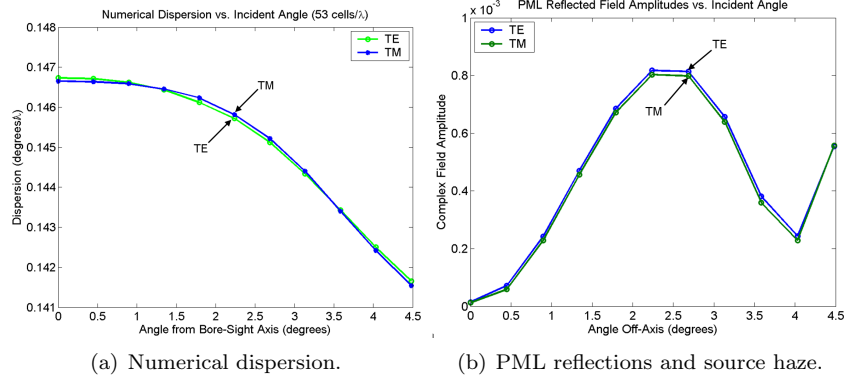 Numerical Dispersion vs. Incident Angle (53 cells/λ)
0.148
0.147
0.146
0.145
0.144
0.143
0.142
0.141
Dispersion (degrees/λ)
TE
TM
TM
TE
0 0.5 1 1.5 2 2.5 3 3.5 4 4.5
Angle from Bore-Sight Axis (degrees)
(a) Numerical dispersion.
PML Reflected Field Amplitudes vs. Incident Angle
1 x 10^-3
0.8
0.6
0.4
0.2
0
Complex Field Amplitude
TE
TM
TE
TM
0 0.5 1 1.5 2 2.5 3 3.5 4 4.5
Angle Off-Axis (degrees)
(b) PML reflections and source haze.